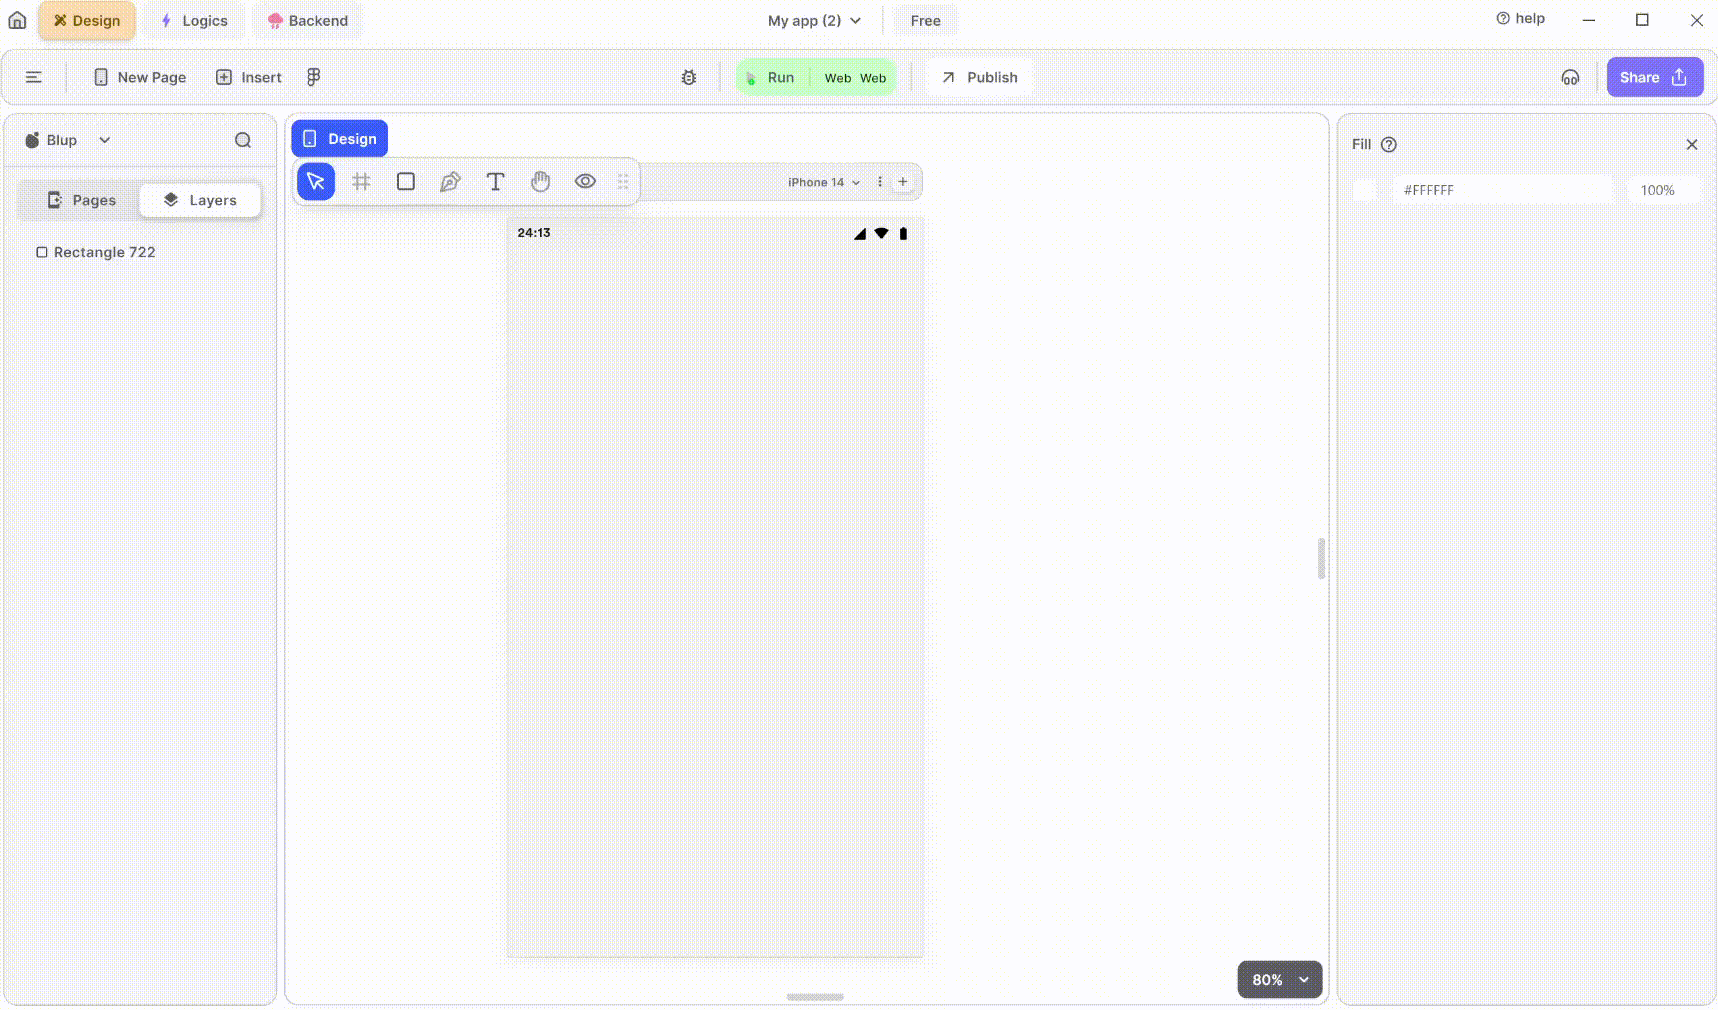 Design
Logics
Backend
My app (2)
Free
help
New Page
Insert
Run
Web Web
Publish
Share
Blup
Pages
Layers
Rectangle 722
Design
iPhone 14
24:13
80%
Fill
#FFFFFF
100%